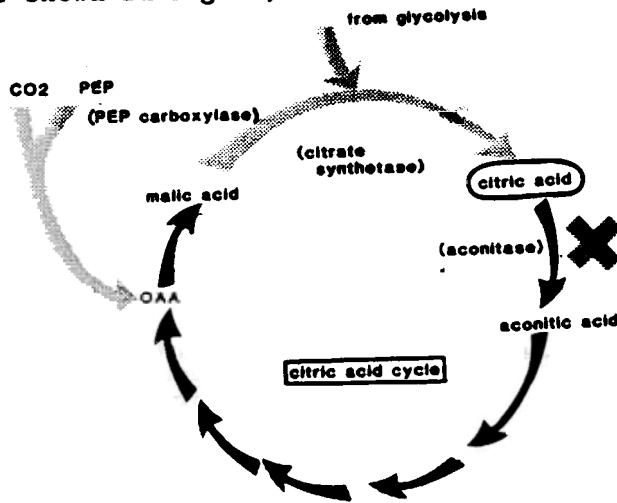 from glycolysis
CO2 PEP
(PEP carboxylase)
(citrate
synthetase)
malic acid
citric acid
(aconitase)
OAA
aconitic acid
citric acid cycle